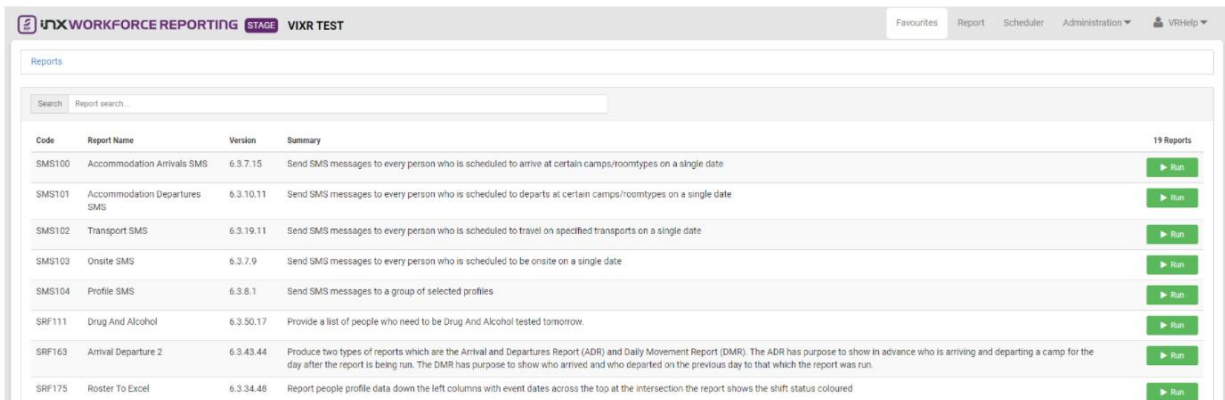 inx WORKFORCE REPORTING STAGE VIXR TEST Favourites Report Scheduler Administration VRHelp
Reports
Search Report search...
Code Report Name Version Summary 19 Reports
SMS100 Accommodation Arrivals SMS 6.3.7.15 Send SMS messages to every person who is scheduled to arrive at certain camps/roomtypes on a single date Run
SMS101 Accommodation Departures 6.3.10.11 Send SMS messages to every person who is scheduled to departs at certain camps/roomtypes on a single date Run
SMS
SMS102 Transport SMS 6.3.19.11 Send SMS messages to every person who is scheduled to travel on specified transports on a single date Run
SMS103 Onsite SMS 6.3.7.9 Send SMS messages to every person who is scheduled to be onsite on a single date Run
SMS104 Profile SMS 6.3.8.1 Send SMS messages to a group of selected profiles Run
SRF111 Drug And Alcohol 6.3.50.17 Provide a list of people who need to be Drug And Alcohol tested tomorrow. Run
SRF163 Arrival Departure 2 6.3.43.44 Produce two types of reports which are the Arrival and Departures Report (ADR) and Daily Movement Report (DMR). The ADR has purpose to show in advance who is arriving and departing a camp for the Run
day after the report is being run. The DMR has purpose to show who arrived and who departed on the previous day to that which the report was run.
SRF175 Roster To Excel 6.3.34.48 Report people profile data down the left columns with event dates across the top at the intersection the report shows the shift status coloured Run